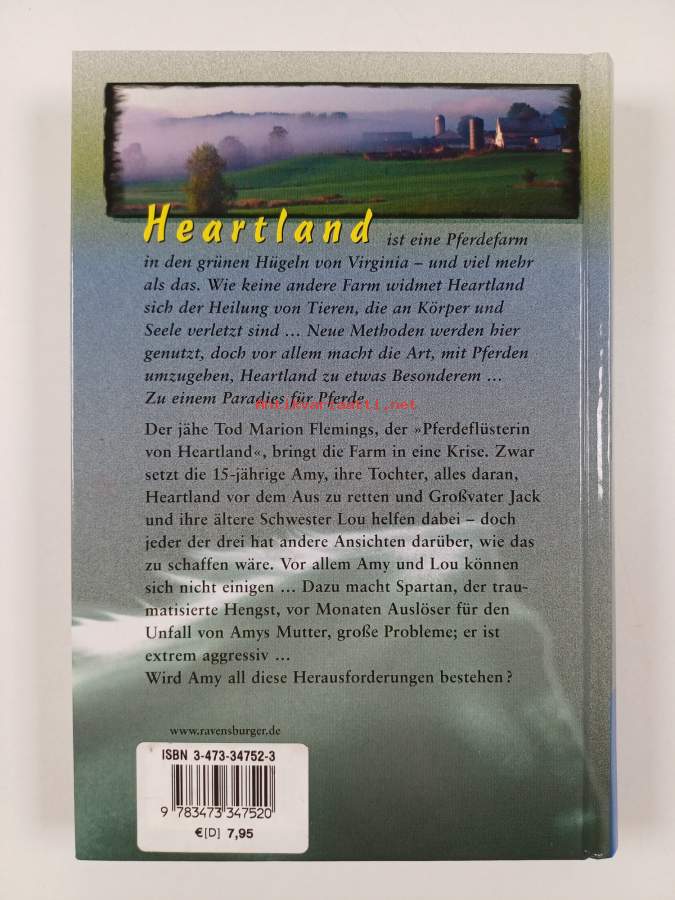 Heartland ist eine Pferdefarm
in den grünen Hügeln von Virginia – und viel mehr
als das. Wie keine andere Farm widmet Heartland
sich der Heilung von Tieren, die an Körper und
Seele verletzt sind … Neue Methoden werden hier
genutzt, doch vor allem macht die Art, mit Pferden
umzugehen, Heartland zu etwas Besonderem …
Zu einem Paradies für Pferde.
Antikvariaatti.net
Der jähe Tod Marion Flemings, der »Pferdeflüsterin
von Heartland«, bringt die Farm in eine Krise. Zwar
setzt die 15-jährige Amy, ihre Tochter, alles daran,
Heartland vor dem Aus zu retten und Großvater Jack
und ihre ältere Schwester Lou helfen dabei – doch
jeder der drei hat andere Ansichten darüber, wie das
zu schaffen wäre. Vor allem Amy und Lou können
sich nicht einigen … Dazu macht Spartan, der trau-
matisierte Hengst, vor Monaten Auslöser für den
Unfall von Amys Mutter, große Probleme; er ist
extrem aggressiv …
Wird Amy all diese Herausforderungen bestehen?
www.ravensburger.de
ISBN 3-473-34752-3
9 783473 347520
€[D] 7,95